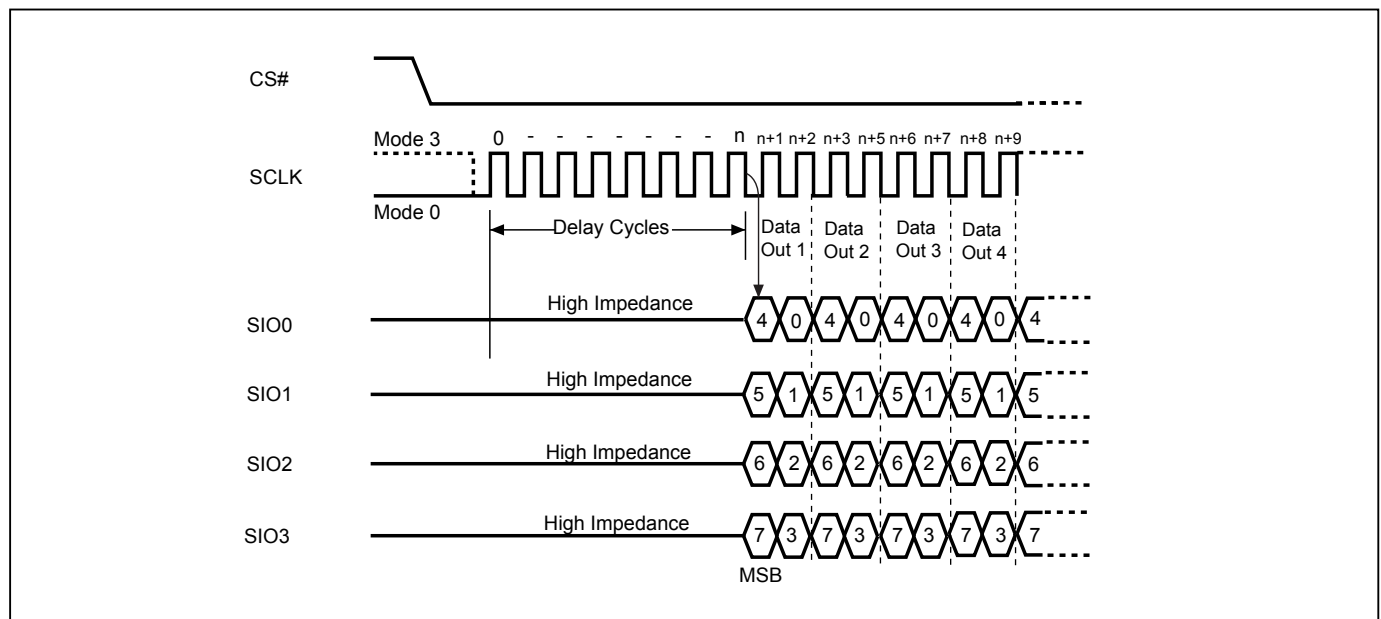 CS#
Mode 3
0 - - - - - - n n+1 n+2 n+3 n+5 n+6 n+7 n+8 n+9
SCLK
Mode 0
Delay Cycles
Data Out 1
Data Out 2
Data Out 3
Data Out 4
High Impedance
SIO0
4 0 4 0 4 0 4 0 4
High Impedance
SIO1
5 1 5 1 5 1 5 1 5
High Impedance
SIO2
6 2 6 2 6 2 6 2 6
High Impedance
SIO3
7 3 7 3 7 3 7 3 7
MSB